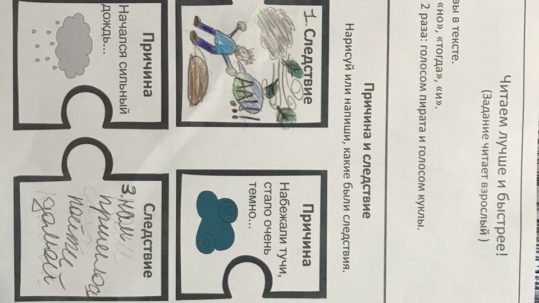 Читаем лучше и быстрее!
(Задание читает взрослый)
вы в тексте.
«но», «тогда», «и».
2 раза: голосом пирата и голосом куклы.
Причина и следствие
Нарисуй или напиши, какие были следствия.
1. Следствие
Причина
Набежали тучи,
стало очень
темно...
Причина
Начался сильный
дождь...
Следствие
3. нам
пришлось
пойти
домой